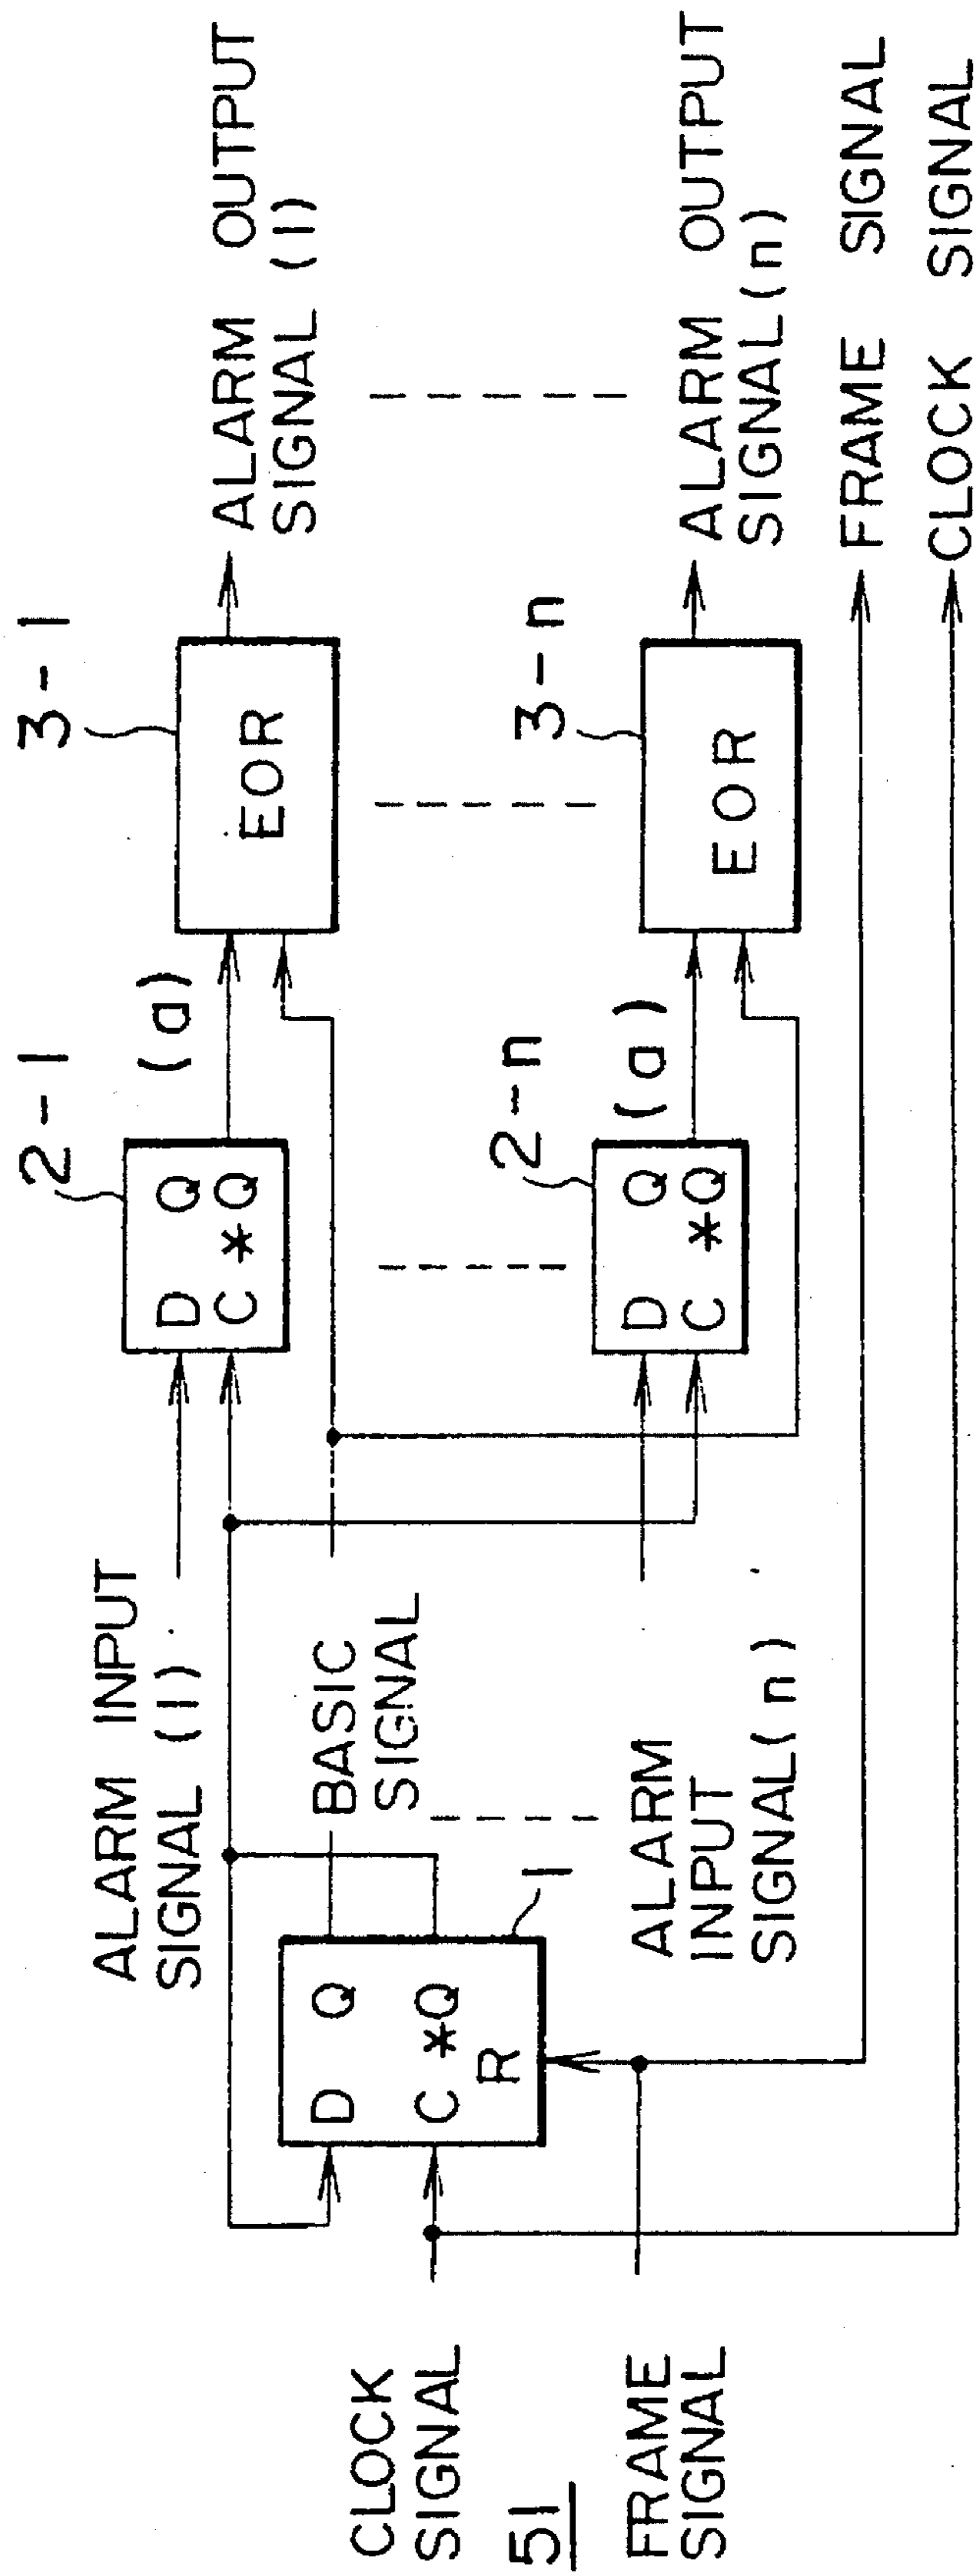 ALARM INPUT
SIGNAL (1)
2-1
D Q
C *Q
(a)
3-1
EOR
ALARM OUTPUT
SIGNAL (1)
CLOCK
SIGNAL
D Q
C *Q
R
1
BASIC
SIGNAL
51
FRAME
SIGNAL
ALARM
INPUT
SIGNAL(n)
2-n
D Q
C *Q
(a)
3-n
EOR
ALARM OUTPUT
SIGNAL(n)
FRAME SIGNAL
CLOCK SIGNAL